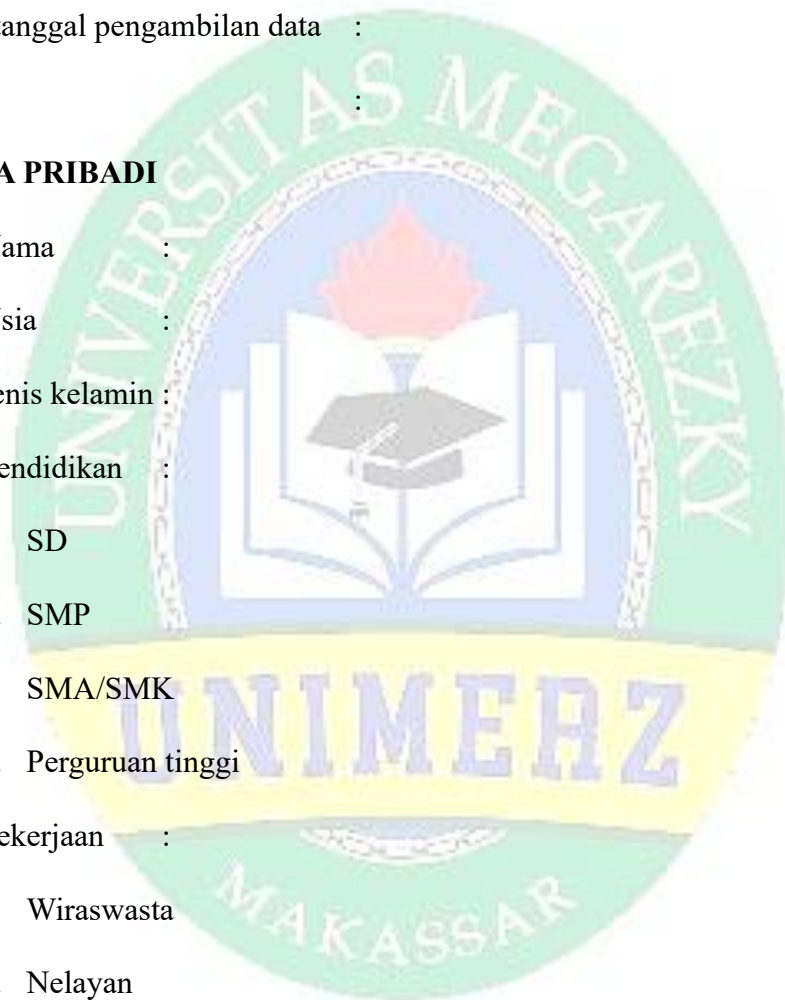 tanggal pengambilan data :
:
A PRIBADI
ama :
sia :
enis kelamin :
endidikan :
SD
SMP
SMA/SMK
Perguruan tinggi
ekerjaan :
Wiraswasta
Nelayan
UNIVERSITAS MEGAREZKY
UNIMERZ
MAKASSAR